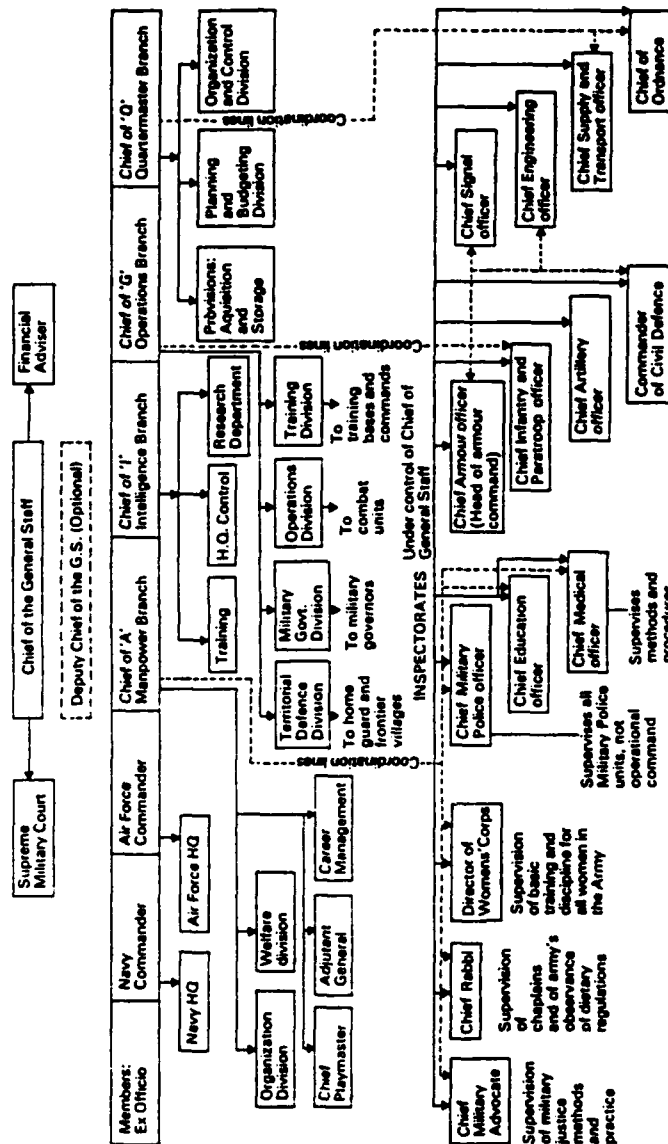 Supreme
Military Court
Chief of the General Staff
Financial
Adviser
Deputy Chief of the G.S. (Optional)
Members:
Ex Officio
Navy
Commander
Air Force
Commander
Chief of 'A'
Manpower Branch
Chief of 'I'
Intelligence Branch
Chief of 'G'
Operations Branch
Chief of 'Q'
Quartermaster Branch
Navy HQ
Air Force HQ
Organization
Division
Welfare
division
Chief
Playmaster
Adjutant
General
Career
Management
Training
H.Q. Control
Research
Department
Territorial
Defence
Division
Military
Govt.
Division
Operations
Division
Training
Division
To home
guard and
frontier
villages
To military
governors
To
combat
units
To
training
bases and
commands
Provisions:
Aquisition
and
Storage
Planning
and
Budgeting
Division
Organization
and Control
Division
Coordination lines
Coordination lines
Coordination lines
INSPECTORATES
Under control of Chief of
General Staff
Chief
Military
Advocate
Supervision
of military
justice
methods
and
practice
Chief Rabbi
Supervision
of
chaplains
and of army's
observance
of dietary
regulations
Director of
Womens' Corps
Supervision
of basic
training and
discipline for
all women in
the Army
Chief Military
Police officer
Supervises all
Military Police
units, not
operational
command
Chief Education
officer
Chief Medical
officer
Supervises
methods and
procedures
Chief Armour officer
(Head of armour
command)
Chief Infantry and
Paratroop officer
Chief Artillery
officer
Commander
of Civil Defence
Chief Signal
officer
Chief Engineering
officer
Chief Supply and
Transport officer
Chief of
Ordnance